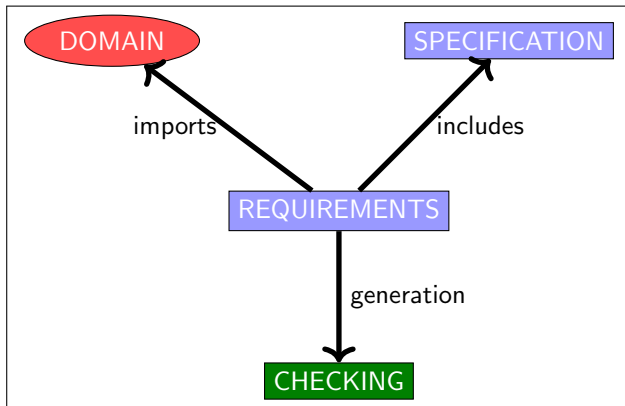 DOMAIN
SPECIFICATION
imports
includes
REQUIREMENTS
generation
CHECKING